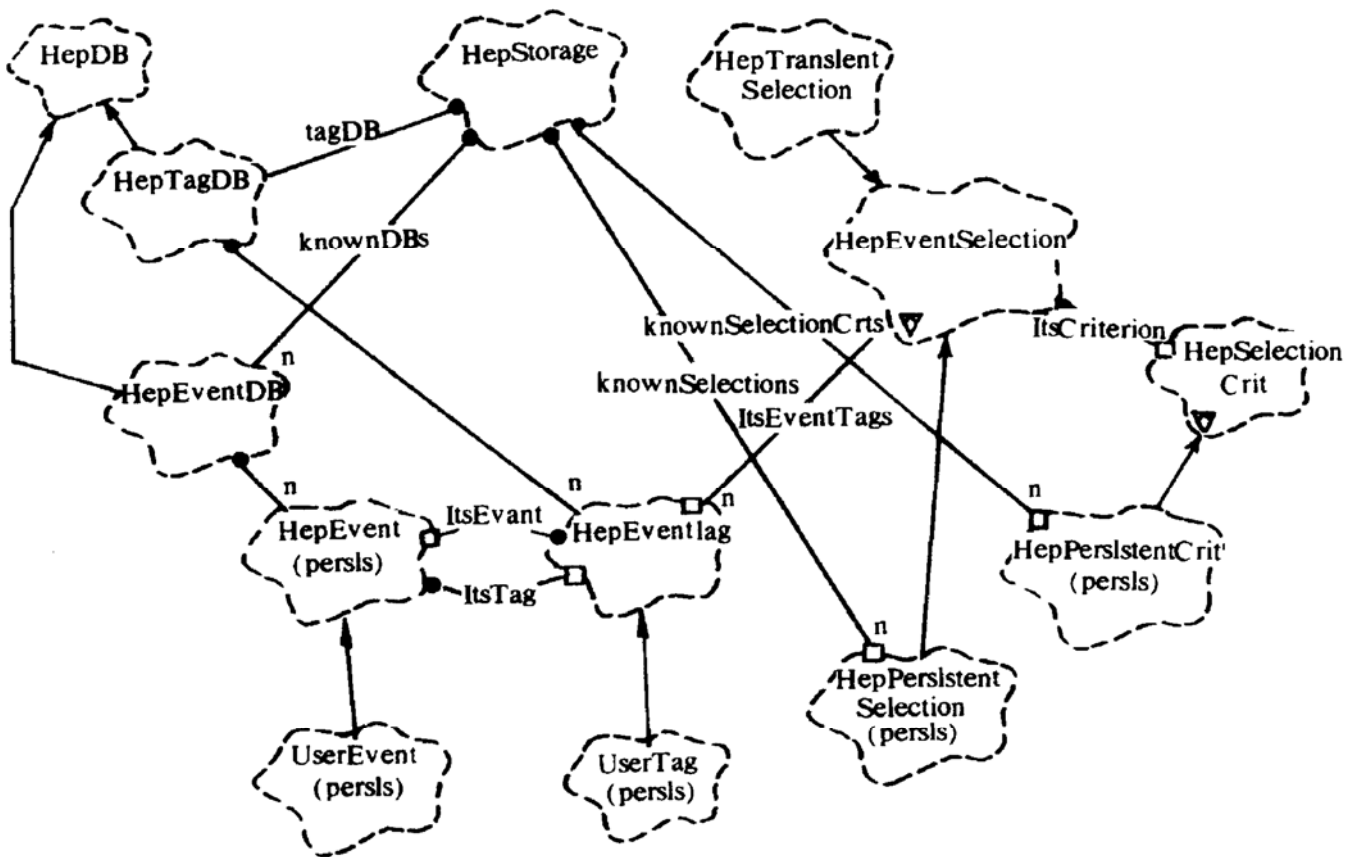 HepDB
HepStorage
HepTranslent
Selection
tagDB
HepTagDB
knownDBs
HepEventSelection
knownSelectionCrts
ItsCriterion
HepSelection
Crit
n
knownSelections
HepEventDB
ItsEventTags
n
n
n
n
HepEvent
(persls)
ItsEvant
HepEventlag
HepPerslstentCrit'
(persls)
ItsTag
n
HepPerslstent
Selection
(persls)
UserEvent
(persls)
UserTag
(persls)